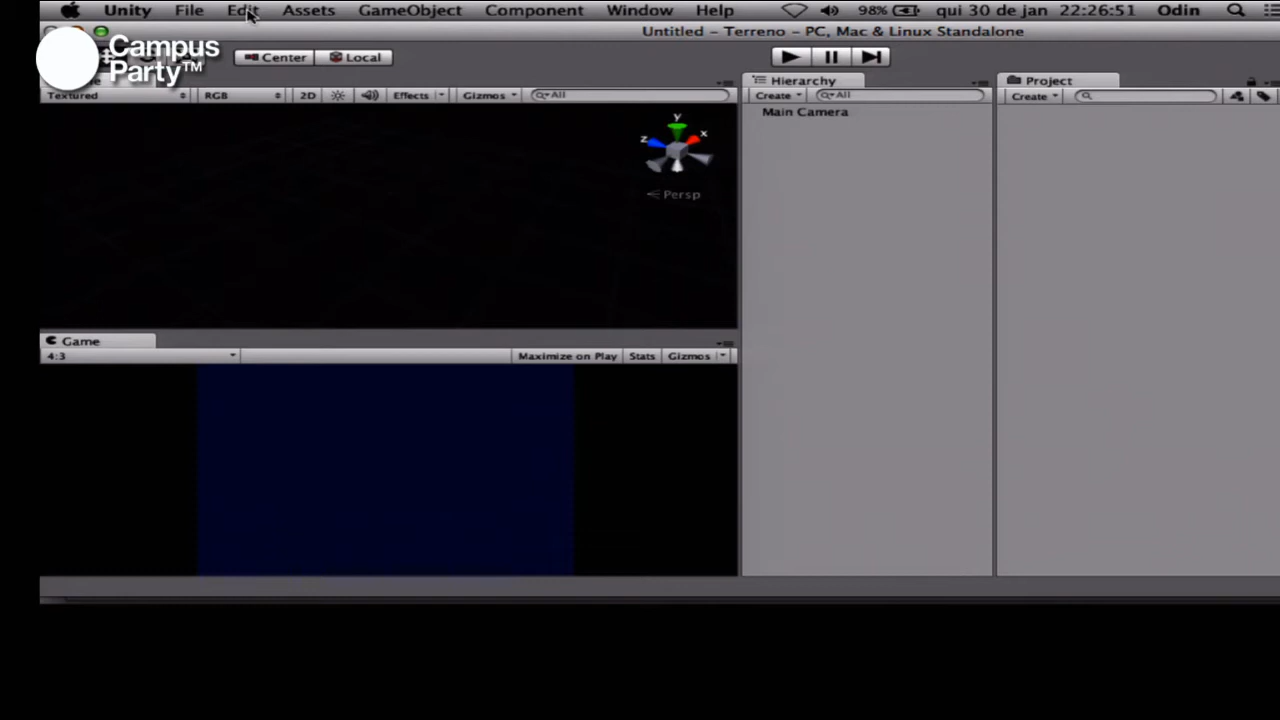 Unity File Edit Assets GameObject Component Window Help 98% qui 30 de jan 22:26:51 Odin
Untitled – Terreno – PC, Mac & Linux Standalone
Campus
Party™
Center Local
Hierarchy Project
Textured RGB 2D Effects Gizmos All Create All Create
Main Camera
y
z x
Persp
Game
4:3 Maximize on Play Stats Gizmos